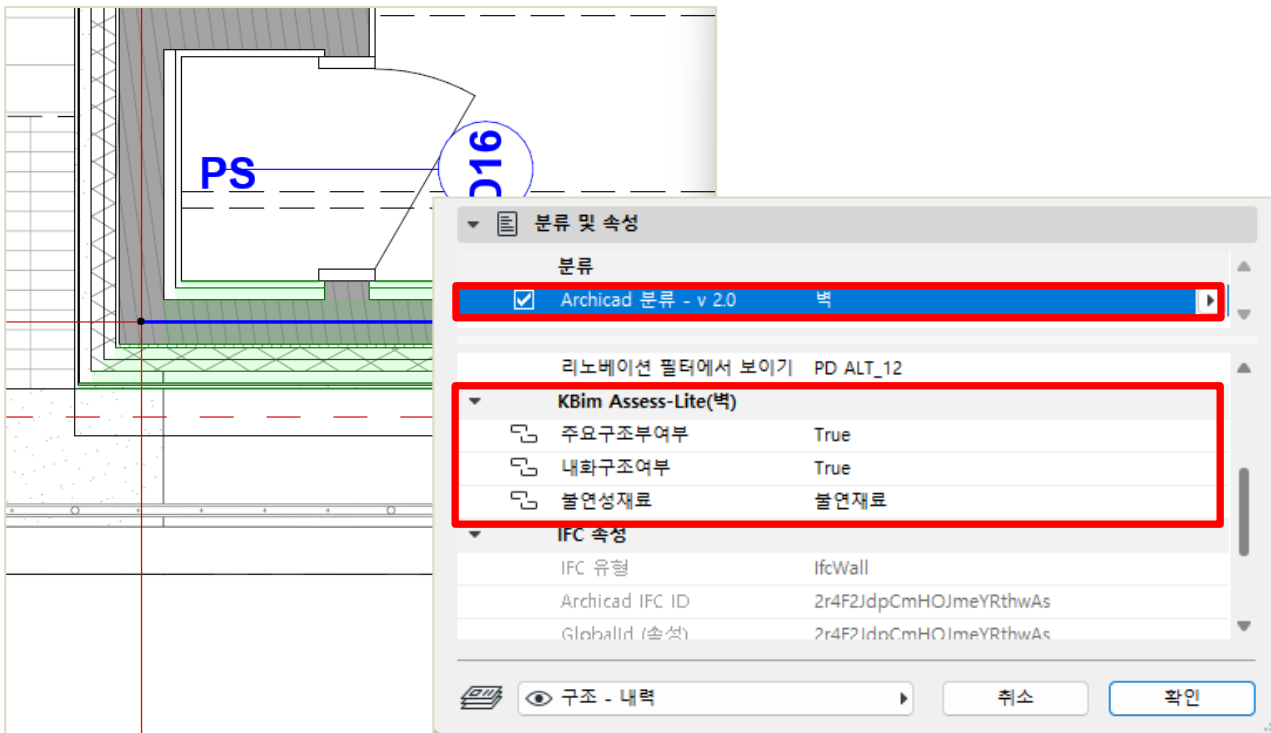 PS
D16
분류 및 속성
분류
Archicad 분류 - v 2.0 벽
리노베이션 필터에서 보이기 PD ALT_12
KBim Assess-Lite(벽)
주요구조부여부 True
내화구조여부 True
불연성재료 불연재료
IFC 속성
IFC 유형 IfcWall
Archicad IFC ID 2r4F2JdpCmHOJmeYRthwAs
GlobalId (속성) 2r4F2JdpCmHOJmeYRthwAs
구조 - 내력
취소
확인